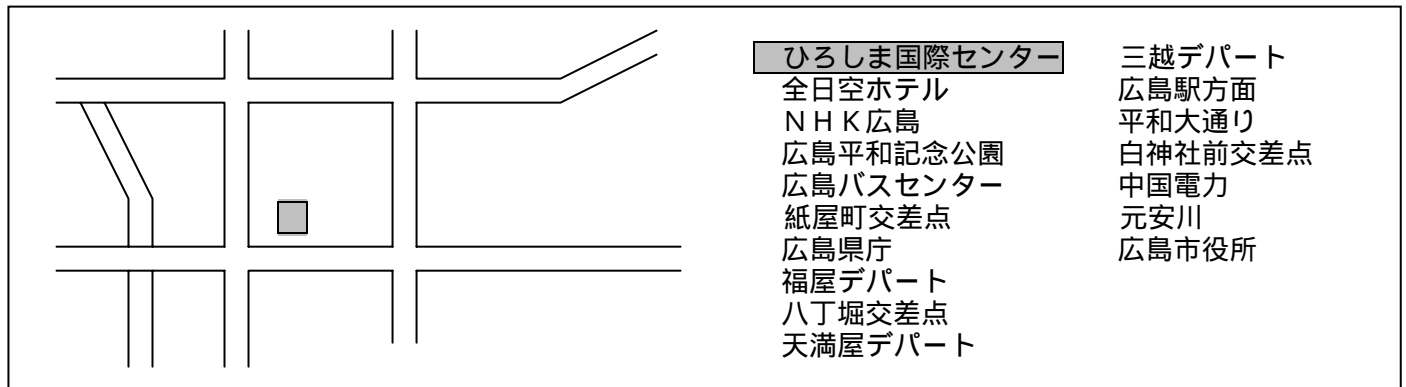 ひろしま国際センター
全日空ホテル
ＮＨＫ広島
広島平和記念公園
広島バスセンター
紙屋町交差点
広島県庁
福屋デパート
八丁堀交差点
天満屋デパート
三越デパート
広島駅方面
平和大通り
白神社前交差点
中国電力
元安川
広島市役所